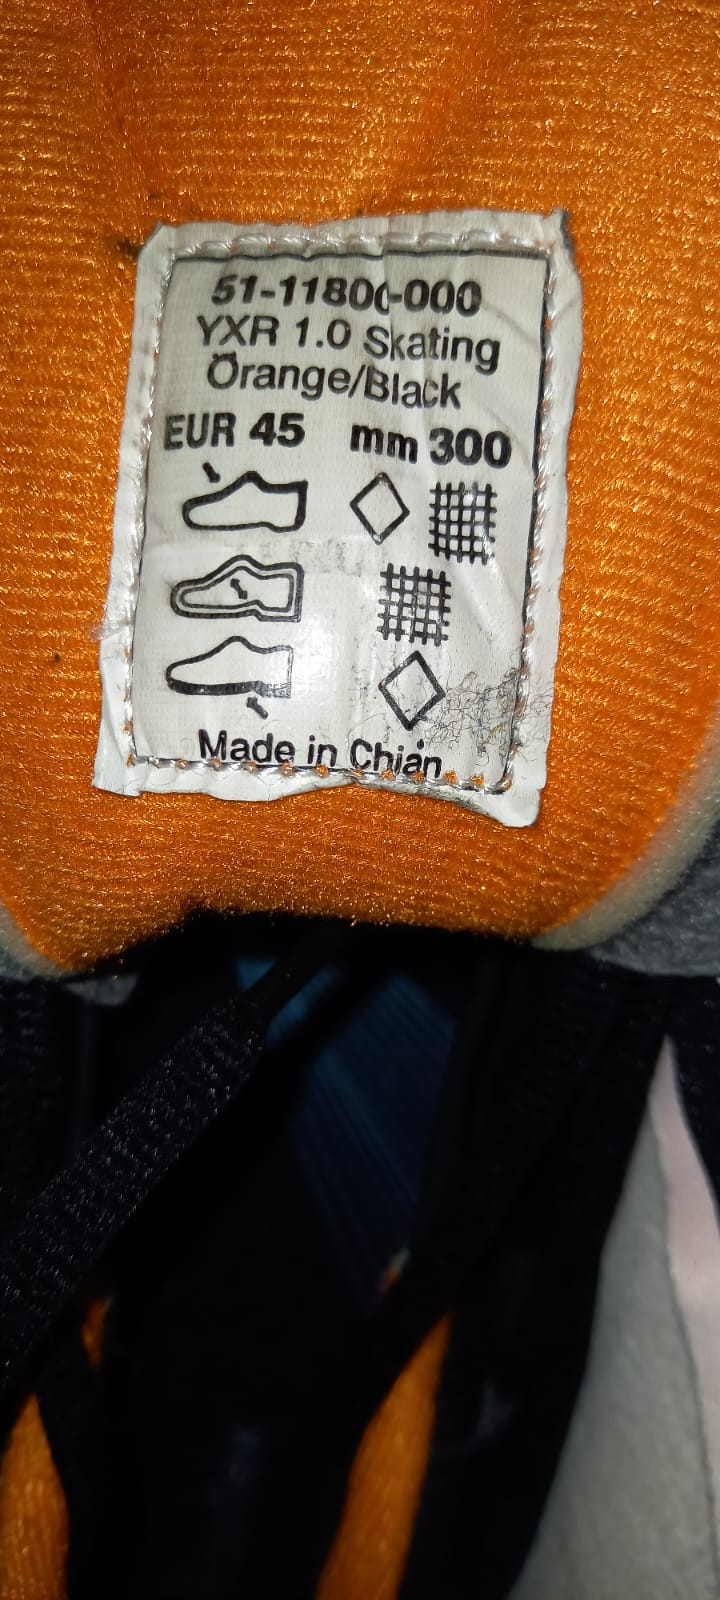 51-11800-000
YXR 1.0 Skating
Orange/Black
EUR 45 mm 300
Made in Chian